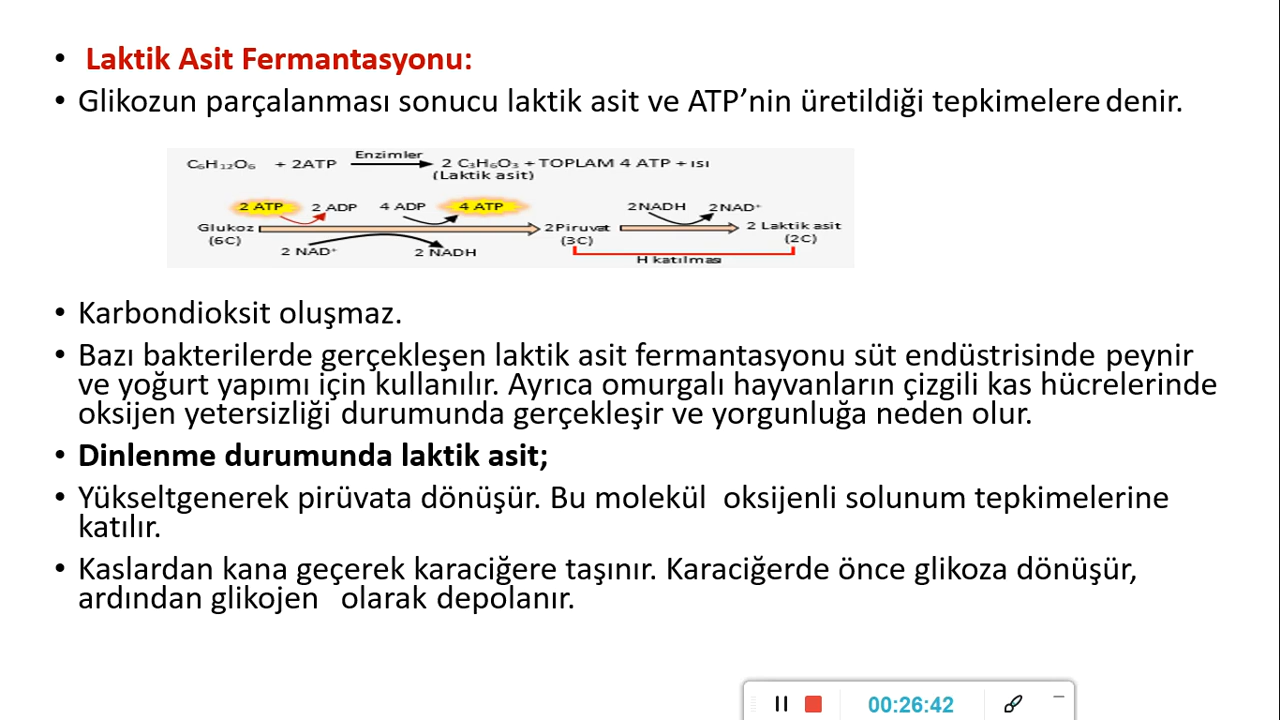 • Laktik Asit Fermantasyonu:
• Glikozun parçalanması sonucu laktik asit ve ATP’nin üretildiği tepkimelere denir.
C₆H₁₂O₆ + 2ATP Enzimler 2 C₃H₆O₃ + TOPLAM 4 ATP + ısı
(Laktik asit)
2 ATP 2 ADP 4 ADP 4 ATP 2NADH 2NAD⁺
Glukoz 2Piruvat 2 Laktik asit
(6C) (3C) (2C)
2 NAD⁺ 2 NADH H katılması
• Karbondioksit oluşmaz.
• Bazı bakterilerde gerçekleşen laktik asit fermantasyonu süt endüstrisinde peynir
ve yoğurt yapımı için kullanılır. Ayrıca omurgalı hayvanların çizgili kas hücrelerinde
oksijen yetersizliği durumunda gerçekleşir ve yorgunluğa neden olur.
• Dinlenme durumunda laktik asit;
• Yükseltgenerek pirüvata dönüşür. Bu molekül oksijenli solunum tepkimelerine
katılır.
• Kaslardan kana geçerek karaciğere taşınır. Karaciğerde önce glikoza dönüşür,
ardından glikojen olarak depolanır.
00:26:42